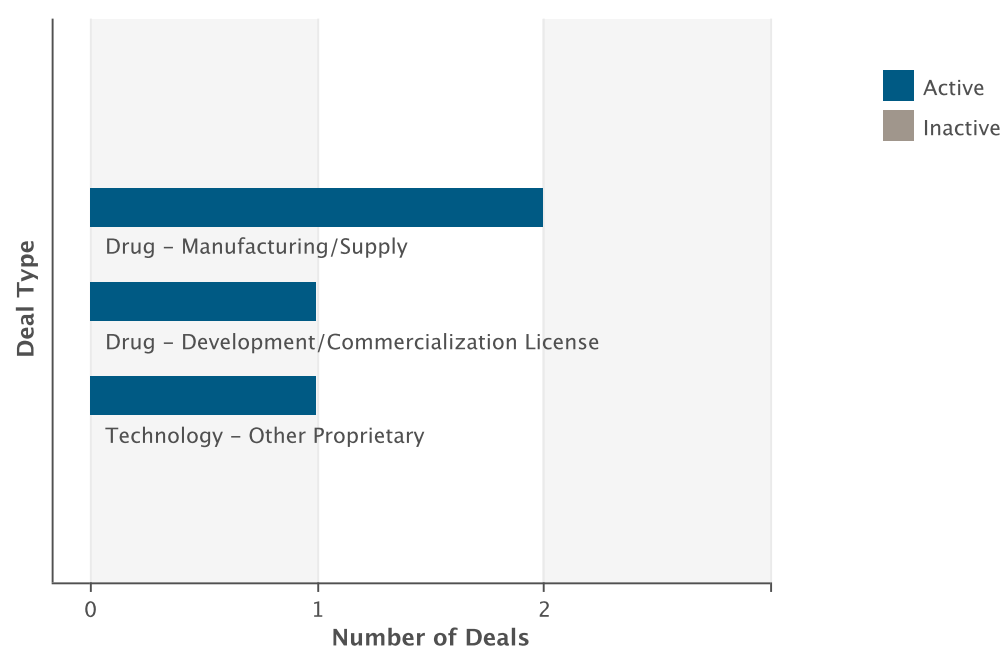 Active
Inactive
Deal Type
Drug – Manufacturing/Supply
Drug – Development/Commercialization License
Technology – Other Proprietary
0 1 2
Number of Deals